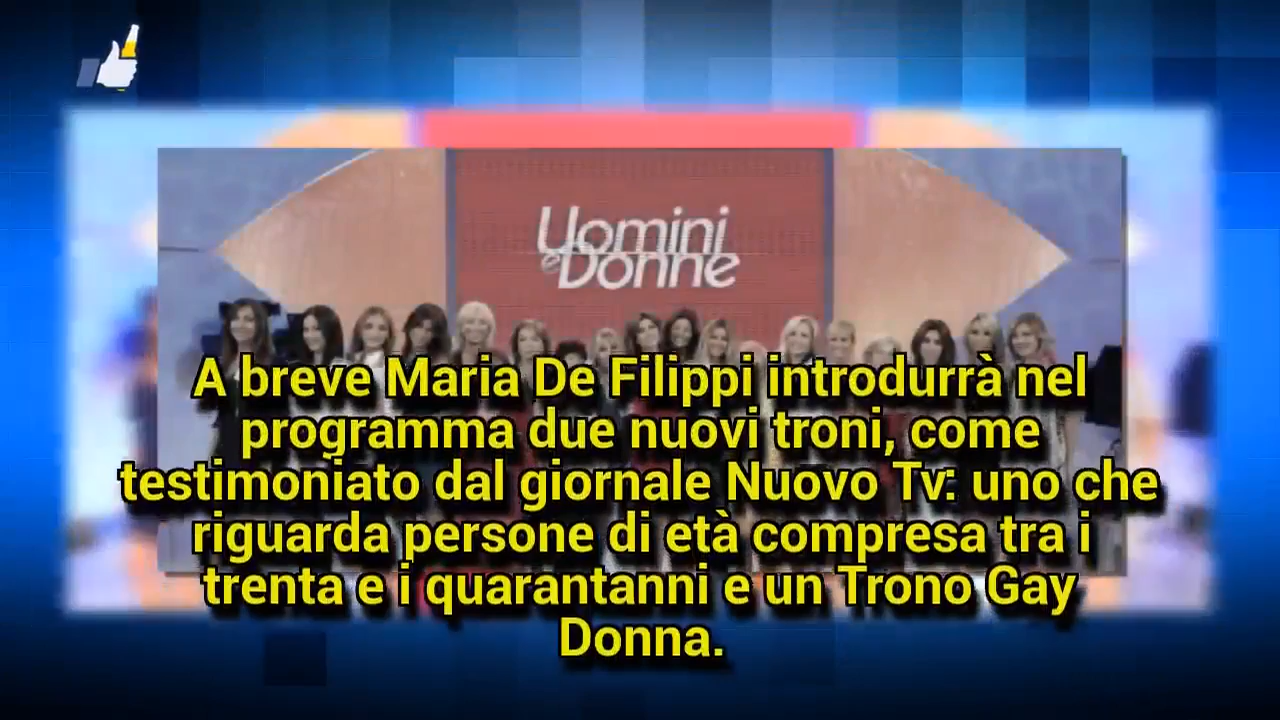 Uomini
e Donne
A breve Maria De Filippi introdurrà nel
programma due nuovi troni, come
testimoniato dal giornale Nuovo Tv: uno che
riguarda persone di età compresa tra i
trenta e i quarantanni e un Trono Gay
Donna.